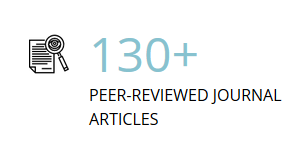 130+
PEER-REVIEWED JOURNAL
ARTICLES